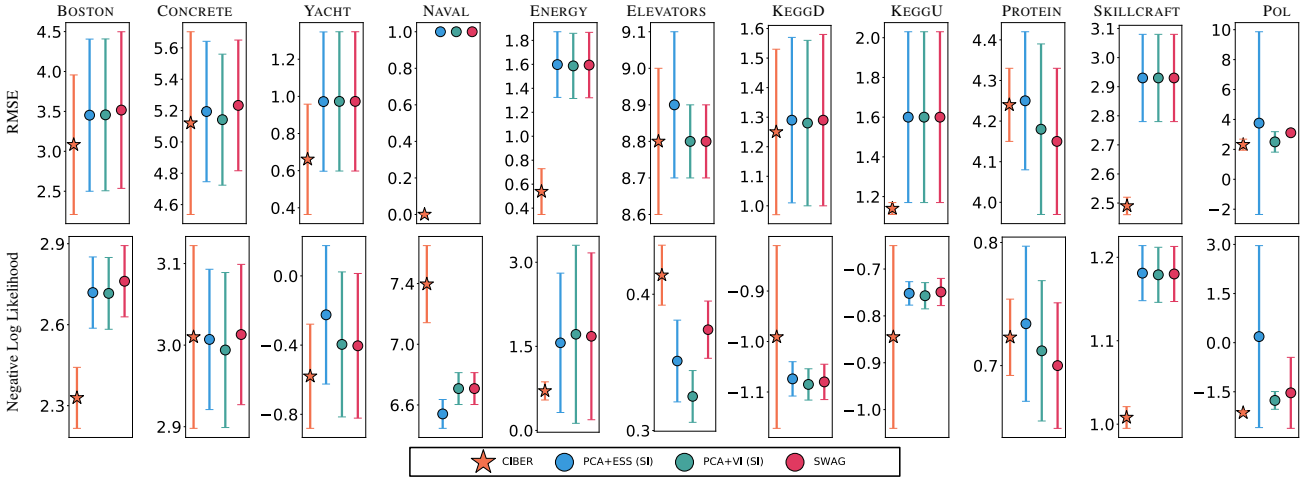 BOSTON CONCRETE YACHT NAVAL ENERGY ELEVATORS KEGGD KEGGU PROTEIN SKILLCRAFT POL
RMSE
4.5 4.0 3.5 3.0 2.5
5.6 5.4 5.2 5.0 4.8 4.6
1.2 1.0 0.8 0.6 0.4
1.0 0.8 0.6 0.4 0.2 0.0
1.8 1.6 1.4 1.2 1.0 0.8 0.6 0.4
9.1 9.0 8.9 8.8 8.7 8.6
1.6 1.5 1.4 1.3 1.2 1.1 1.0
2.0 1.8 1.6 1.4 1.2
4.4 4.3 4.2 4.1 4.0
3.1 3.0 2.9 2.8 2.7 2.6 2.5
10 8 6 4 2 0 −2
Negative Log Likelihood
2.9 2.6 2.3
3.1 3.0 2.9
0.0 −0.4 −0.8
7.4 7.0 6.6
3.0 1.5 0.0
0.4 0.3
−0.9 −1.0 −1.1
−0.7 −0.8 −0.9 −1.0
0.8 0.7
1.2 1.1 1.0
3.0 1.5 0.0 −1.5
CIBER PCA+ESS (SI) PCA+VI (SI) SWAG